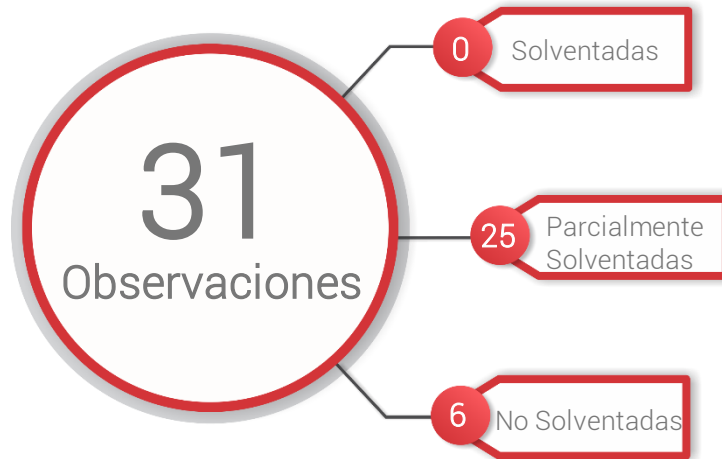 31
Observaciones
0
Solventadas
25
Parcialmente
Solventadas
6
No Solventadas